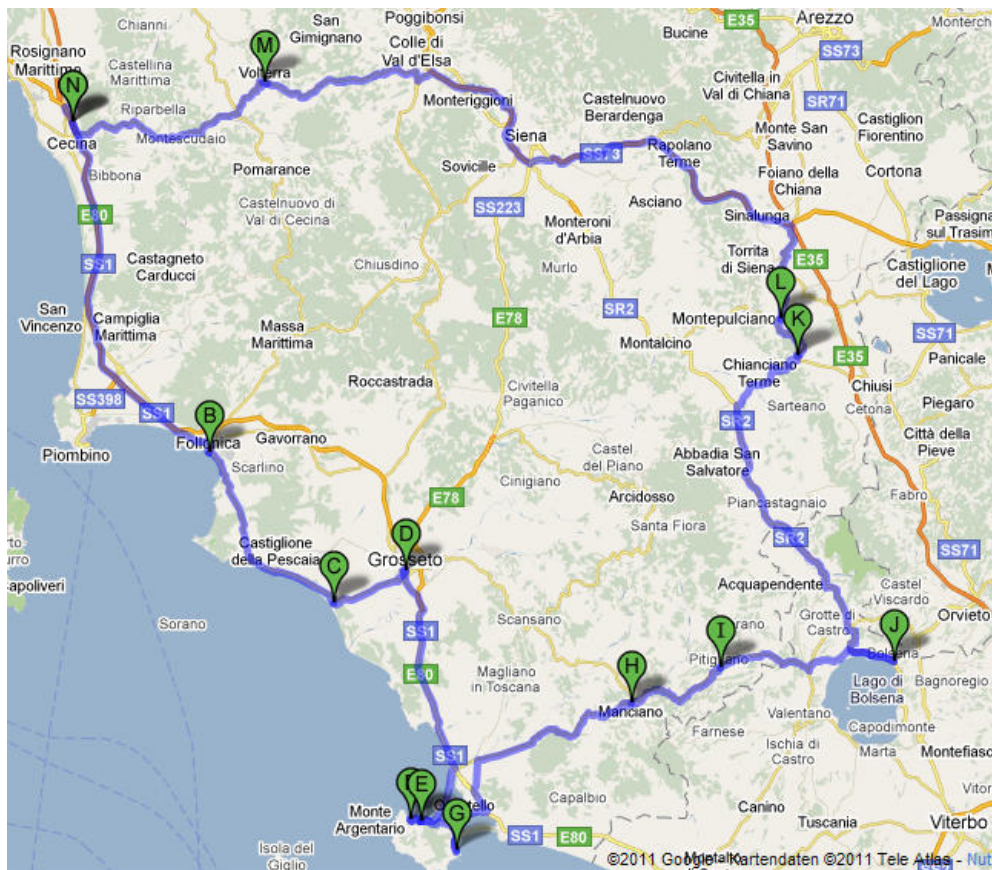 Chianni
San
Gimignano
Poggibonsi
E35
Arezzo
Bucine
SS73
Rosignano
Marittima
M
Volterra
Colle di
Val d'Elsa
N
Castellina
Marittima
Civitella in
Val di Chiana
SR71
Riparbella
Monteriggioni
Castelnuovo
Berardenga
Castiglion
Fiorentino
Cecina
Montescudaio
Siena
Monte San
Savino
SS73
Rapolano
Terme
Bibbona
Pomarance
Sovicille
Foiano della
Chiana
Cortona
E80
Castelnuovo di
Val di Cecina
SS223
Asciano
Sinalunga
Monteroni
d'Arbia
Passigna
sul Trasim
SS1
Castagneto
Carducci
Chiusdino
Murlo
Torrita
di Siena
E35
Castiglione
del Lago
San
Vincenzo
Campiglia
Marittima
Massa
Marittima
E78
SR2
L
Montepulciano
K
SS71
Montalcino
Chianciano
Terme
E35
Panicale
Roccastrada
Civitella
Paganico
Chiusi
SS398
SS1
B
Follonica
Sarteano
Cetona
Piegaro
SR2
Piombino
Gavorrano
Scarlino
Castel
del Piano
Abbadia San
Salvatore
Città della
Pieve
Cinigiano
Arcidosso
Piancastagnaio
Fabro
E78
Santa Fiora
SR2
SS71
Castiglione
della Pescaia
D
Grosseto
C
apoliveri
Acquapendente
Castel
Viscardo
Sorano
SS1
Scansano
rano
Grotte di
Castro
Orvieto
I
Pitigliano
J
Bolsena
E80
Magliano
in Toscana
H
Manciano
Lago di
Bolsena
Bagnoregio
Farnese
Valentano
Capodimonte
SS1
Ischia di
Castro
Marta
Montefiasc
E
G
Monte
Argentario
Capalbio
Canino
Tuscania
Viterbo
SS1
E80
Isola del
Giglio
©2011 Google - Kartendaten ©2011 Tele Atlas - Nut